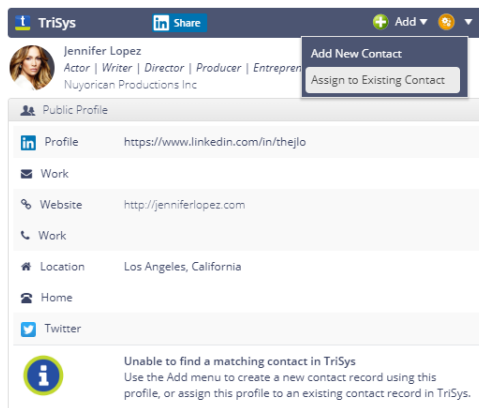 TriSys
in Share
Add
Jennifer Lopez
Add New Contact
Actor | Writer | Director | Producer |
Assign to Existing Contact
Nuyorican Productions Inc
Public Profile
in Profile https://www.linkedin.com/in/thejlo
Work
Website http://jenniferlopez.com
Work
Location Los Angeles, California
Home
Twitter
Unable to find a matching contact in TriSys
Use the Add menu to create a new contact record using this
profile, or assign this profile to an existing contact record in TriSys.